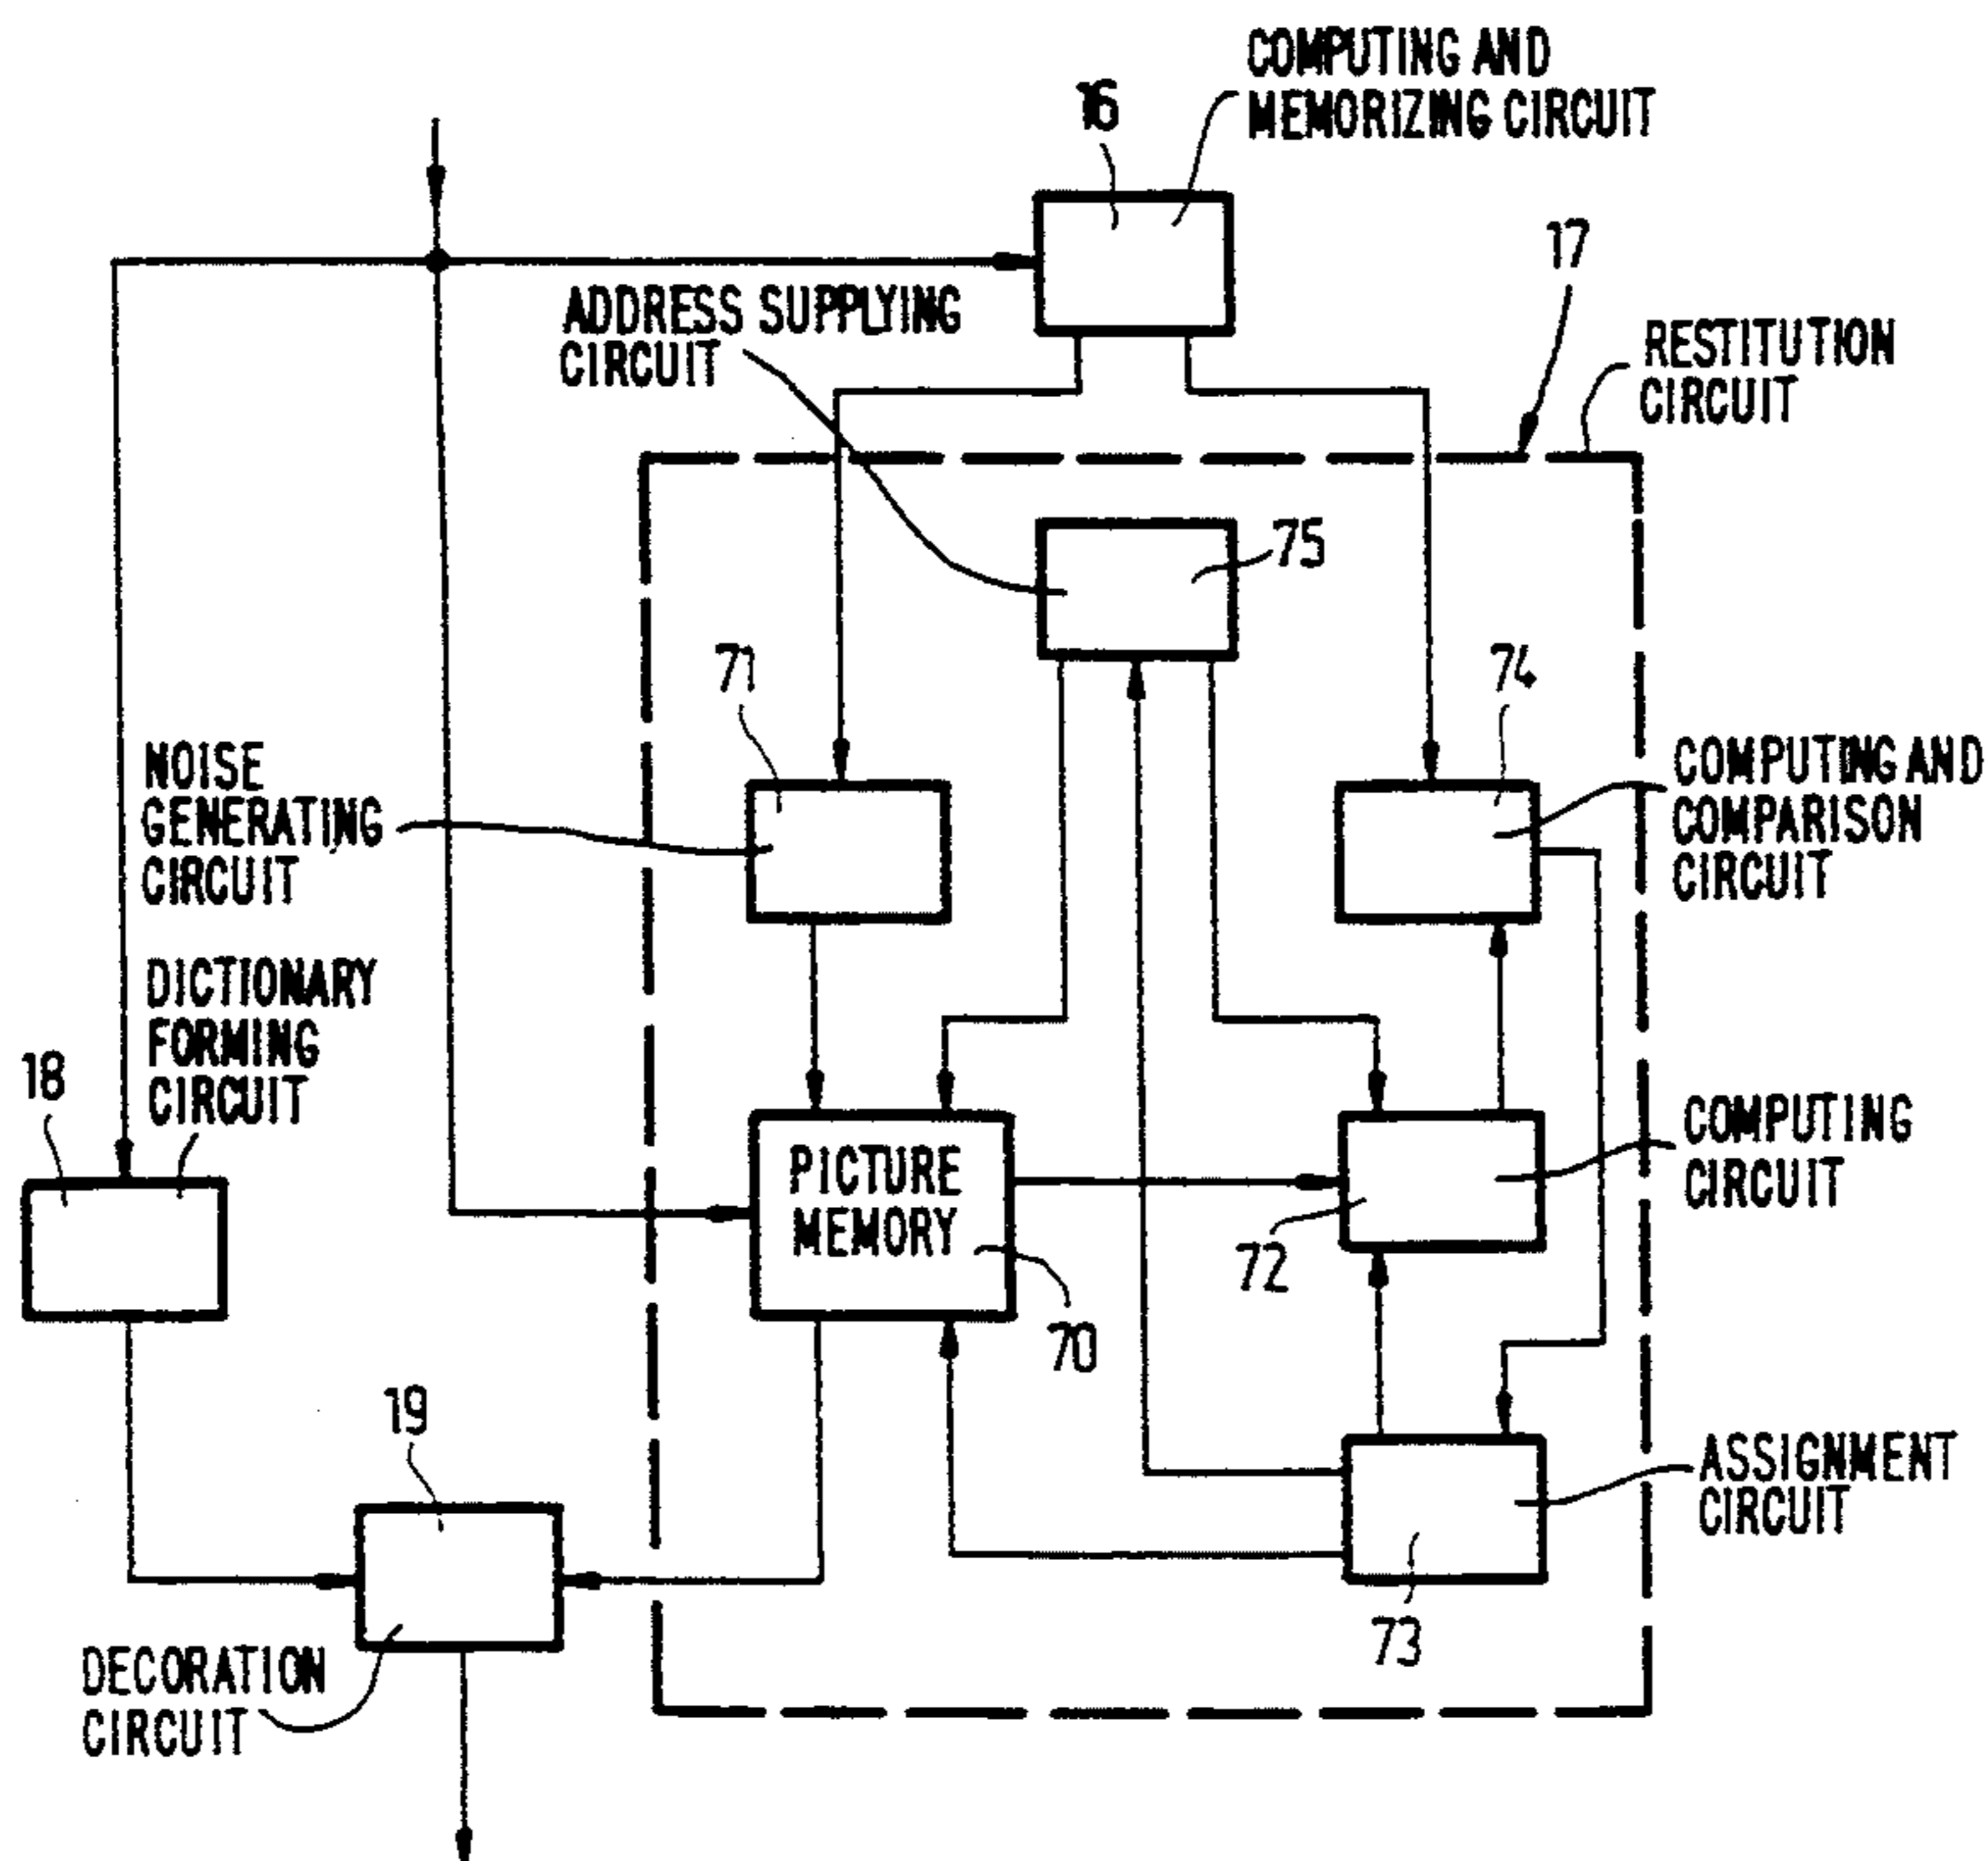 COMPUTING AND
MEMORIZING CIRCUIT
16
17
ADDRESS SUPPLYING
CIRCUIT
RESTITUTION
CIRCUIT
75
71
74
NOISE
GENERATING
CIRCUIT
COMPUTING AND
COMPARISON
CIRCUIT
DICTIONARY
FORMING
CIRCUIT
18
COMPUTING
CIRCUIT
PICTURE
MEMORY
72
70
19
ASSIGNMENT
CIRCUIT
73
DECORATION
CIRCUIT